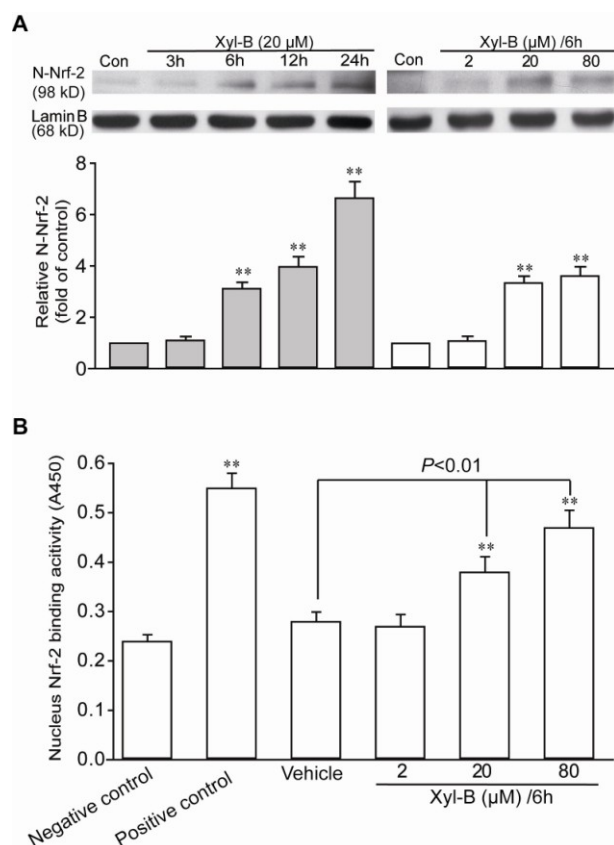 A
Xyl-B (20 µM)
Xyl-B (µM) /6h
Con 3h 6h 12h 24h Con 2 20 80
N-Nrf-2
(98 kD)
Lamin B
(68 kD)
Relative N-Nrf-2
(fold of control)
8
6
4
2
0
** ** ** ** **
B
Nucleus Nrf-2 binding acitivity (A450)
0.6
0.5
0.4
0.3
0.2
0.1
0.0
** ** **
P<0.01
Negative control Positive control Vehicle 2 20 80
Xyl-B (µM) /6h